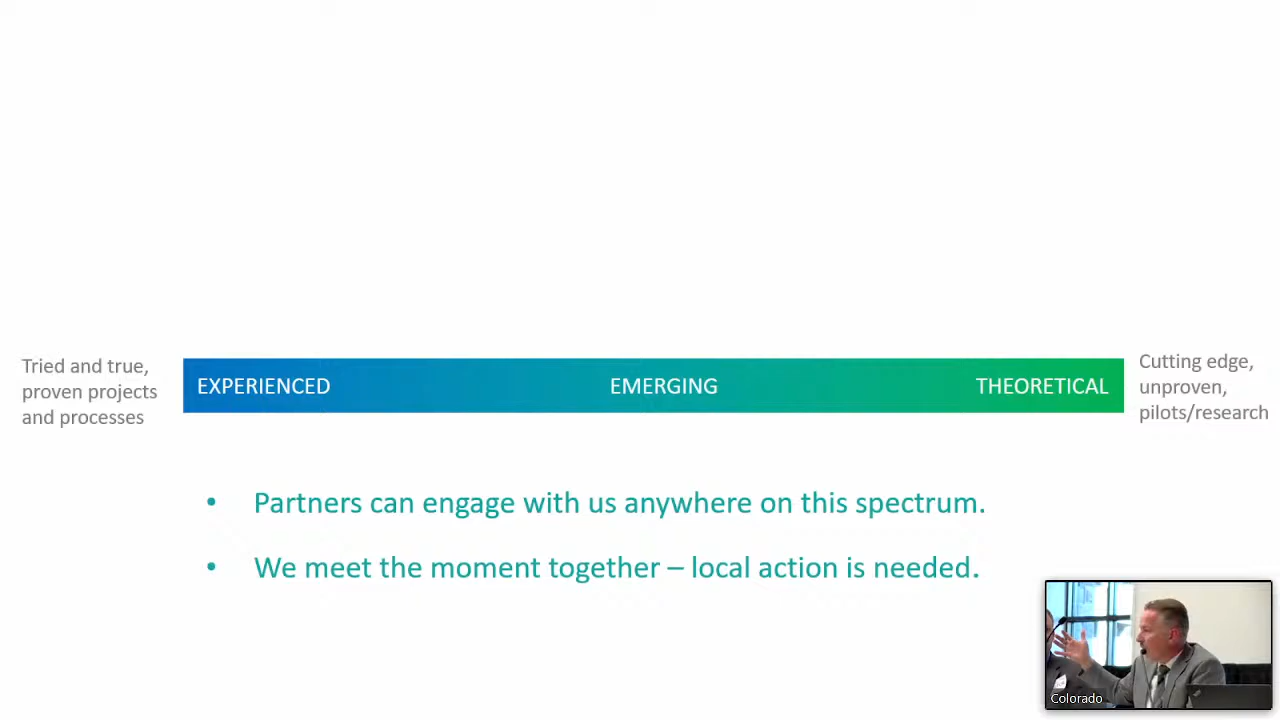 Tried and true,
proven projects
and processes
EXPERIENCED
EMERGING
THEORETICAL
Cutting edge,
unproven,
pilots/research
• Partners can engage with us anywhere on this spectrum.
• We meet the moment together – local action is needed.
Colorado